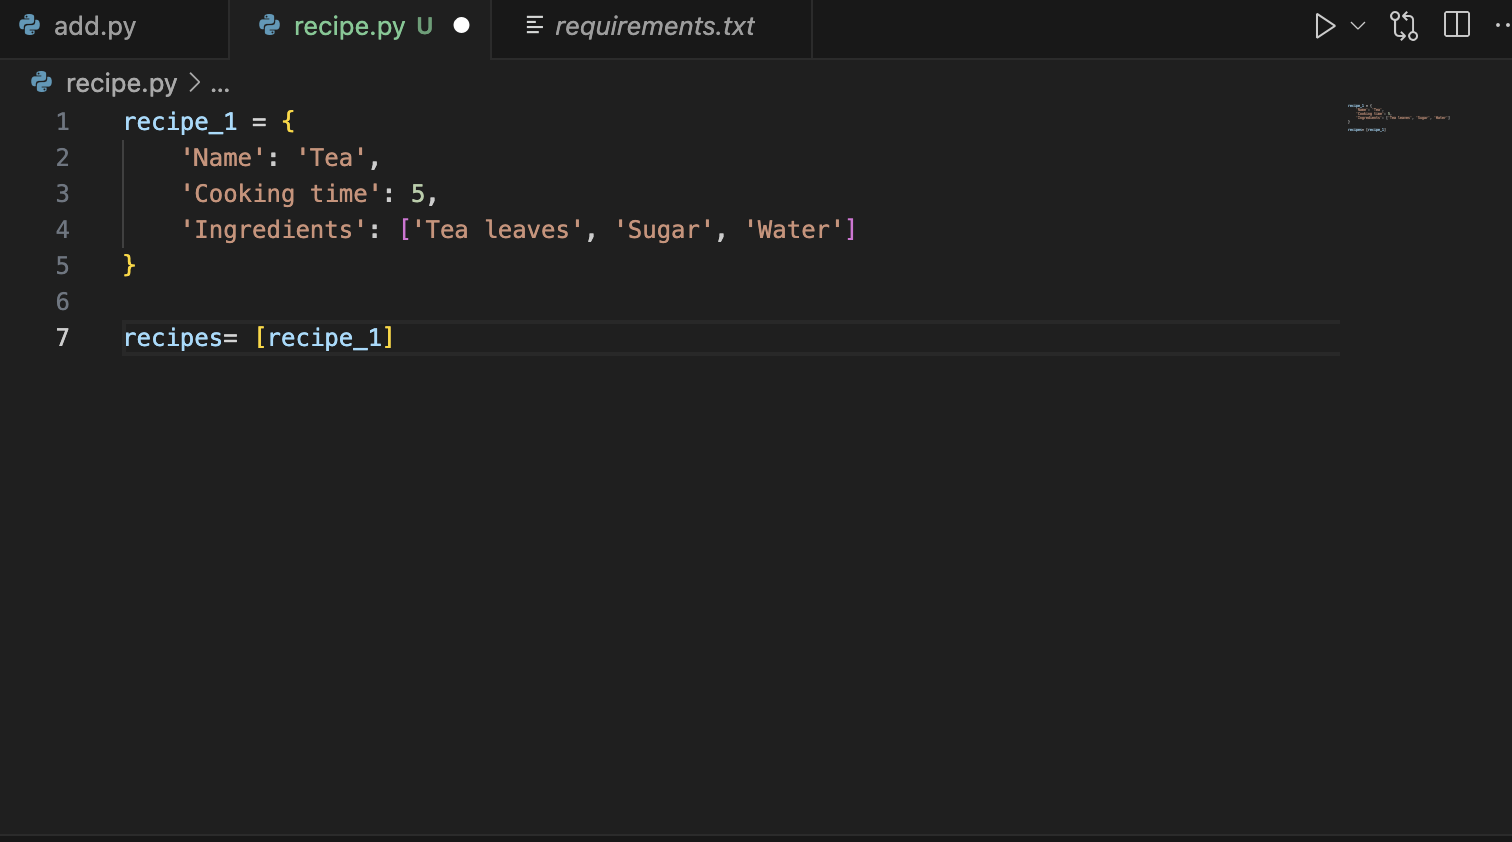 add.py
recipe.py U
requirements.txt
recipe.py > ...
1 recipe_1 = {
2     'Name': 'Tea',
3     'Cooking time': 5,
4     'Ingredients': ['Tea leaves', 'Sugar', 'Water']
5 }
6
7 recipes= [recipe_1]